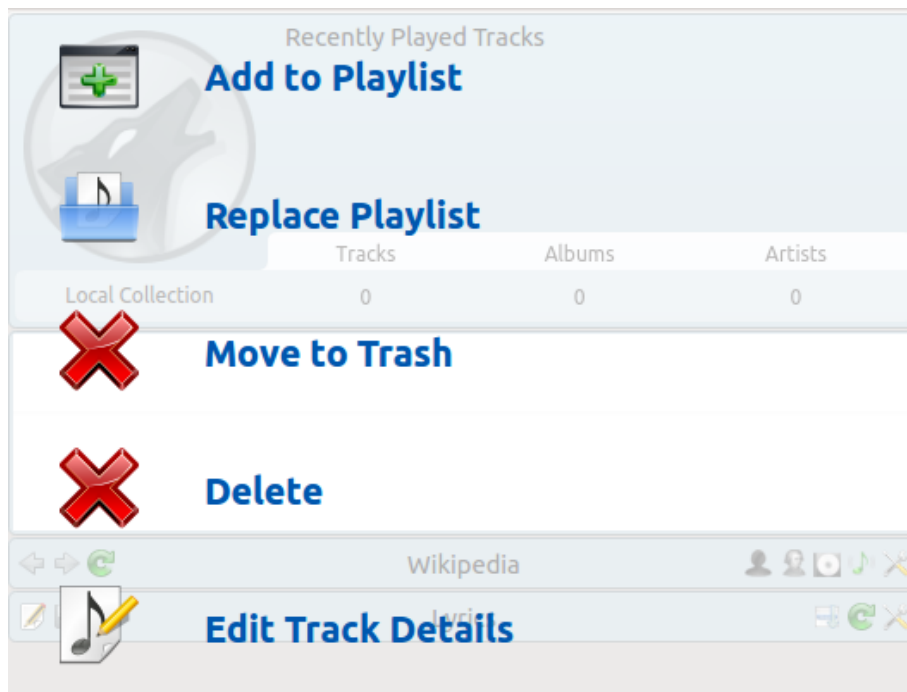 Recently Played Tracks
Add to Playlist
Replace Playlist
Tracks Albums Artists
Local Collection 0 0 0
Move to Trash
Delete
Wikipedia
Lyrics
Edit Track Details